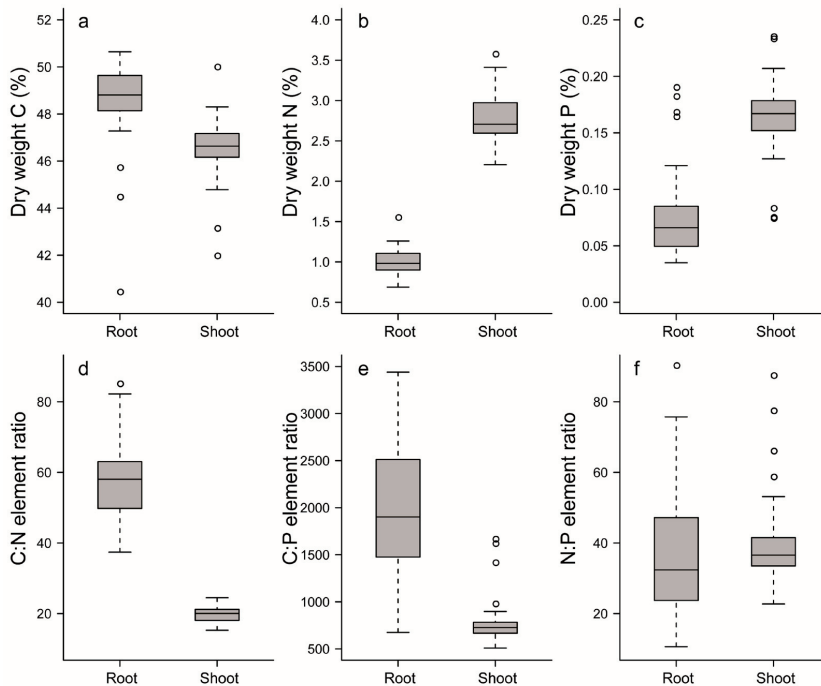 a
Dry weight C (%)
52
50
48
46
44
42
40
Root Shoot
b
Dry weight N (%)
4.0
3.5
3.0
2.5
2.0
1.5
1.0
0.5
Root Shoot
c
Dry weight P (%)
0.25
0.20
0.15
0.10
0.05
0.00
Root Shoot
d
C:N element ratio
80
60
40
20
Root Shoot
e
C:P element ratio
3500
3000
2500
2000
1500
1000
500
Root Shoot
f
N:P element ratio
80
60
40
20
Root Shoot